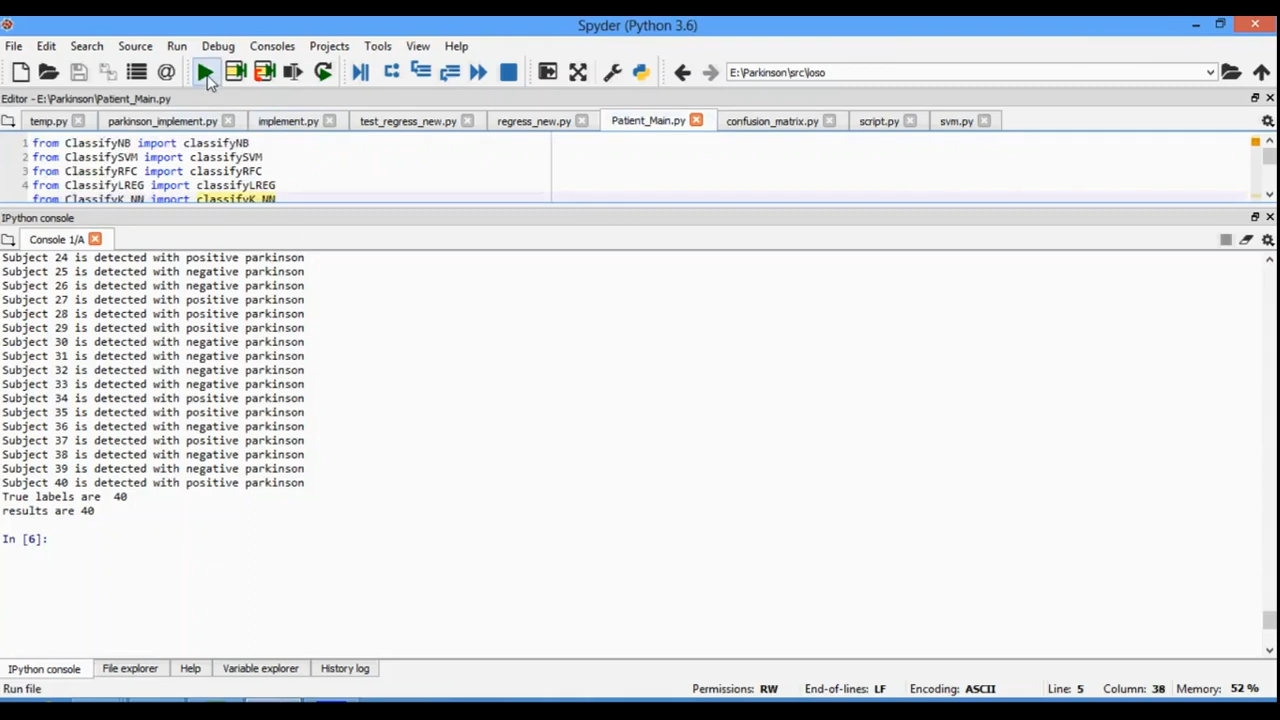 Spyder (Python 3.6)
File Edit Search Source Run Debug Consoles Projects Tools View Help
E:\Parkinson\src\loso
Editor - E:\Parkinson\Patient_Main.py
temp.py parkinson_implement.py implement.py test_regress_new.py regress_new.py Patient_Main.py confusion_matrix.py script.py svm.py
1 from ClassifyNB import classifyNB
2 from ClassifySVM import classifySVM
3 from ClassifyRFC import classifyRFC
4 from ClassifyLREG import classifyLREG
from ClassifyK_NN import classifyK_NN
IPython console
Console 1/A
Subject 24 is detected with positive parkinson
Subject 25 is detected with negative parkinson
Subject 26 is detected with negative parkinson
Subject 27 is detected with positive parkinson
Subject 28 is detected with positive parkinson
Subject 29 is detected with positive parkinson
Subject 30 is detected with negative parkinson
Subject 31 is detected with negative parkinson
Subject 32 is detected with negative parkinson
Subject 33 is detected with negative parkinson
Subject 34 is detected with positive parkinson
Subject 35 is detected with positive parkinson
Subject 36 is detected with negative parkinson
Subject 37 is detected with positive parkinson
Subject 38 is detected with negative parkinson
Subject 39 is detected with negative parkinson
Subject 40 is detected with positive parkinson
True labels are  40
results are 40
In [6]:
IPython console File explorer Help Variable explorer History log
Run file Permissions: RW End-of-lines: LF Encoding: ASCII Line: 5 Column: 38 Memory: 52 %